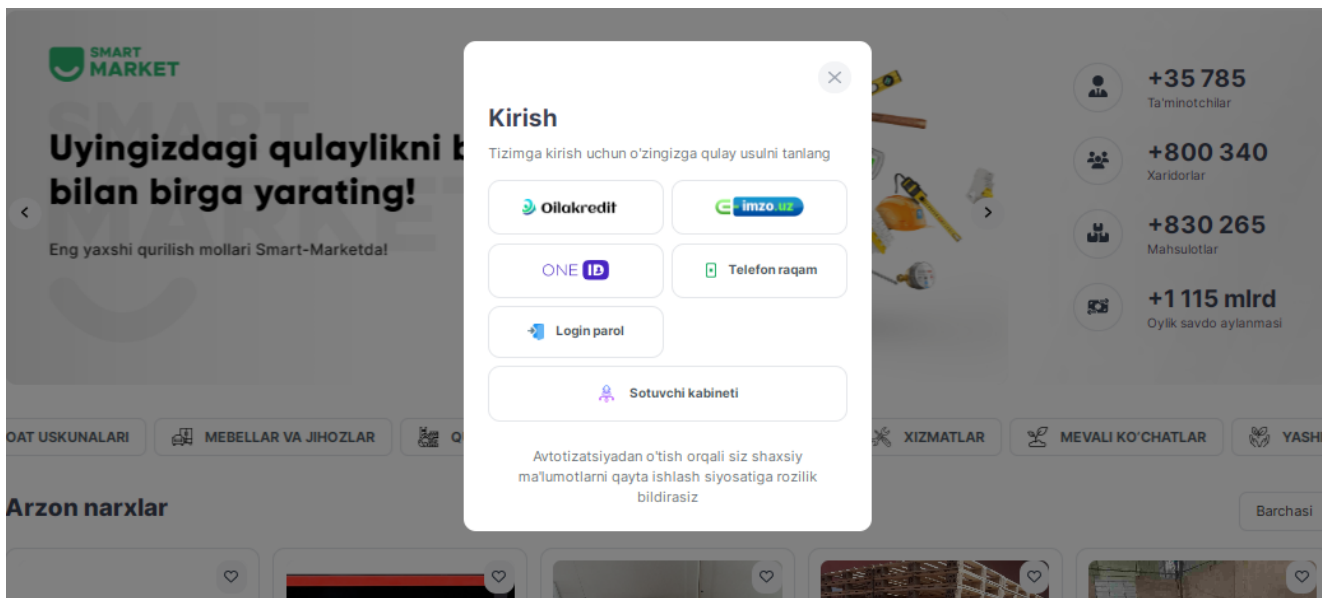 SMART
MARKET
Uyingizdagi qulaylikni
bilan birga yarating!
Eng yaxshi qurilish mollari Smart-Marketda!
Kirish
Tizimga kirish uchun o'zingizga qulay usulni tanlang
Oilakredit
E-imzo.uz
ONE ID
Telefon raqam
Login parol
Sotuvchi kabineti
Avtotizatsiyadan o'tish orqali siz shaxsiy
ma'lumotlarni qayta ishlash siyosatiga rozilik
bildirasiz
+35 785
Ta'minotchilar
+800 340
Xaridorlar
+830 265
Mahsulotlar
+1 115 mlrd
Oylik savdo aylanmasi
OAT USKUNALARI
MEBELLAR VA JIHOZLAR
XIZMATLAR
MEVALI KO'CHATLAR
YASHI
Arzon narxlar
Barchasi